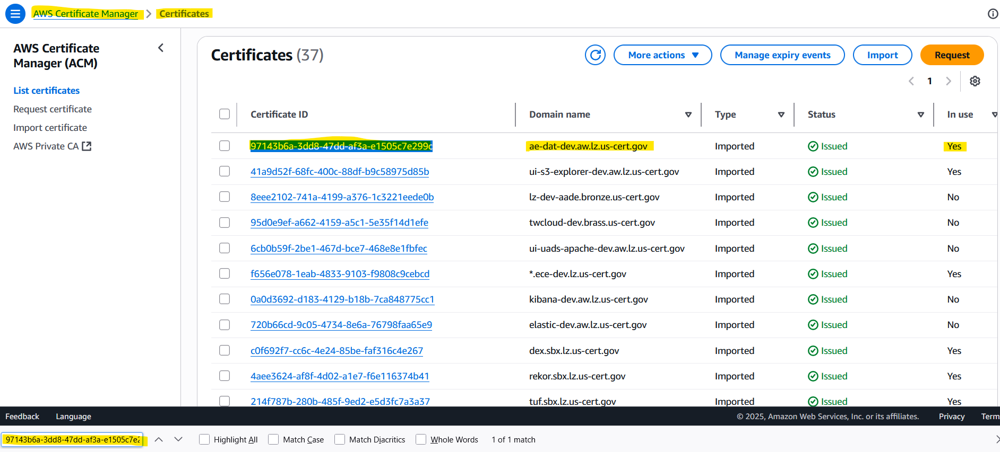 AWS Certificate Manager > Certificates
AWS Certificate Manager (ACM)
List certificates
Request certificate
Import certificate
AWS Private CA
Certificates (37)
More actions
Manage expiry events
Import
Request
1
Certificate ID Domain name Type Status In use
97143b6a-3dd8-47dd-af3a-e1505c7e299c ae-dat-dev.aw.lz.us-cert.gov Imported Issued Yes
41a9d52f-68fc-400c-88df-b9c58975d85b ui-s3-explorer-dev.aw.lz.us-cert.gov Imported Issued Yes
8eee2102-741a-4199-a376-1c3221eede0b lz-dev-aade.bronze.us-cert.gov Imported Issued No
95d0e9ef-a662-4159-a5c1-5e35f14d1efe twcloud-dev.brass.us-cert.gov Imported Issued No
6cb0b59f-2be1-467d-bce7-468e8e1fbfec ui-uads-apache-dev.aw.lz.us-cert.gov Imported Issued No
f656e078-1eab-4833-9103-f9808c9cebcd *.ece-dev.lz.us-cert.gov Imported Issued Yes
0a0d3692-d183-4129-b18b-7ca848775cc1 kibana-dev.aw.lz.us-cert.gov Imported Issued No
720b66cd-9c05-4734-8e6a-76798faa65e9 elastic-dev.aw.lz.us-cert.gov Imported Issued No
c0f692f7-cc6c-4e24-85be-faf316c4e267 dex.sbx.lz.us-cert.gov Imported Issued Yes
4aee3624-af8f-4d02-a1e7-f6e116374b41 rekor.sbx.lz.us-cert.gov Imported Issued Yes
214f787b-280b-485f-9ed2-e5d3fc7a3a37 tuf.sbx.lz.us-cert.gov Imported Issued Yes
Feedback Language © 2025, Amazon Web Services, Inc. or its affiliates. Privacy Term
97143b6a-3dd8-47dd-af3a-e1505c7e2 Highlight All Match Case Match Diacritics Whole Words 1 of 1 match